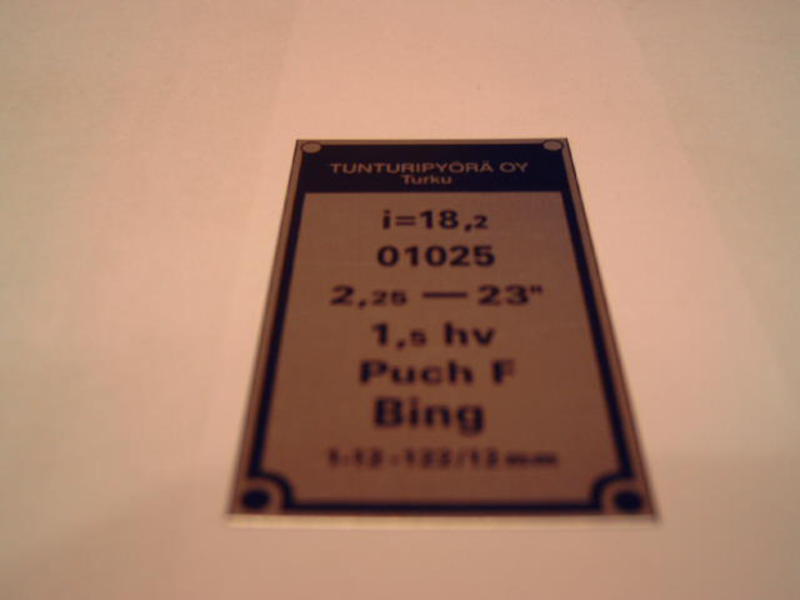 TUNTURIPYÖRÄ OY
Turku
i=18,2
01025
2,25 — 23"
1,5 hv
Puch F
Bing